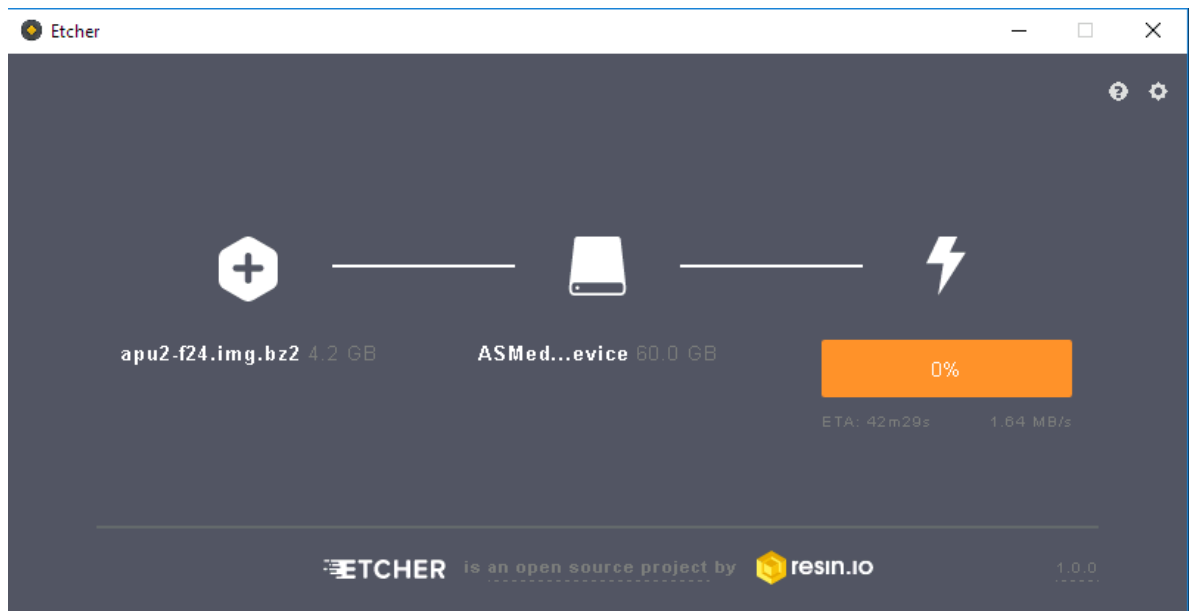 Etcher
apu2-f24.img.bz2 4.2 GB
ASMed...evice 60.0 GB
0%
ETA: 42m29s 1.64 MB/s
ETCHER is an open source project by resin.io 1.0.0